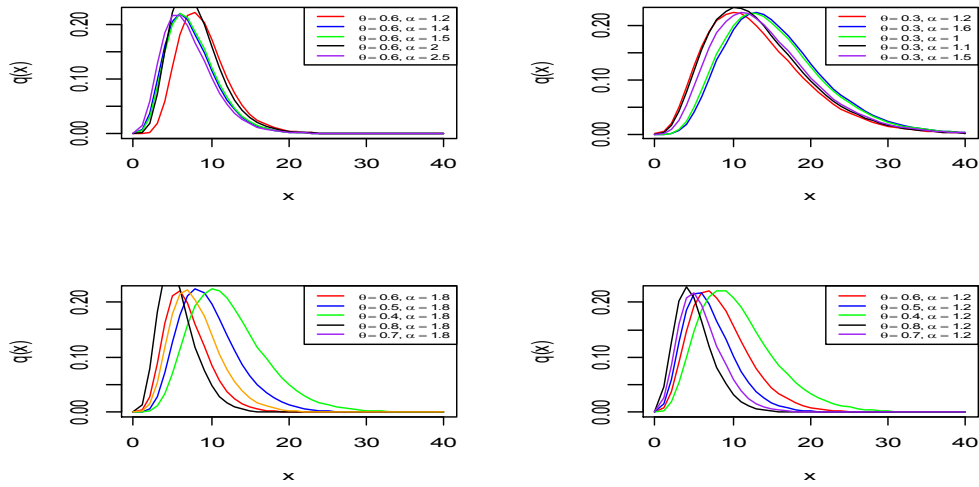 q(x)
0.00
0.10
0.20
0
10
20
30
40
x
θ=0.6, α=1.2
θ=0.6, α=1.4
θ=0.6, α=1.5
θ=0.6, α=2
θ=0.6, α=2.5
q(x)
0.00
0.10
0.20
0
10
20
30
40
x
θ=0.3, α=1.2
θ=0.3, α=1.6
θ=0.3, α=1
θ=0.3, α=1.1
θ=0.3, α=1.5
q(x)
0.00
0.10
0.20
0
10
20
30
40
x
θ=0.6, α=1.8
θ=0.5, α=1.8
θ=0.4, α=1.8
θ=0.8, α=1.8
θ=0.7, α=1.8
q(x)
0.00
0.10
0.20
0
10
20
30
40
x
θ=0.6, α=1.2
θ=0.5, α=1.2
θ=0.4, α=1.2
θ=0.8, α=1.2
θ=0.7, α=1.2